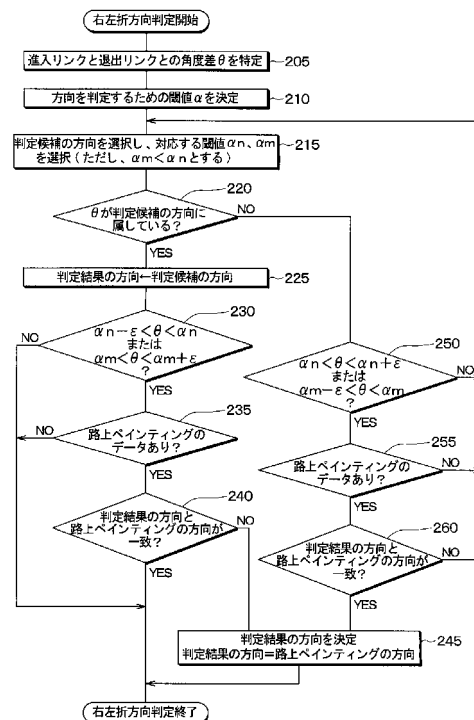 右左折方向判定開始
進入リンクと退出リンクとの角度差θを特定
205
方向を判定するための閾値αを決定
210
判定候補の方向を選択し、対応する閾値αn、αm
を選択(ただし、αm<αnとする)
215
220
θが判定候補の方向に
属している?
NO
YES
判定結果の方向←判定候補の方向
225
230
αn-ε<θ<αn
または
αm<θ<αm+ε
?
NO
YES
250
αn<θ<αn+ε
または
αm-ε<θ<αm
?
NO
YES
235
路上ペインティングの
データあり?
NO
YES
255
路上ペインティングの
データあり?
NO
YES
240
判定結果の方向と
路上ペインティングの方向が
一致?
NO
YES
260
判定結果の方向と
路上ペインティングの方向が
一致?
NO
YES
判定結果の方向を決定
判定結果の方向=路上ペインティングの方向
245
右左折方向判定終了